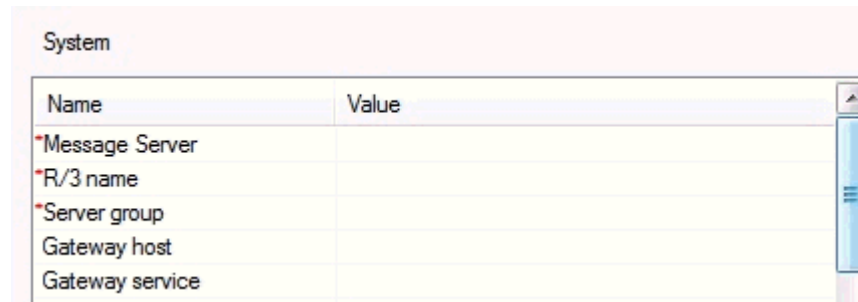 System
Name Value
*Message Server
*R/3 name
*Server group
Gateway host
Gateway service